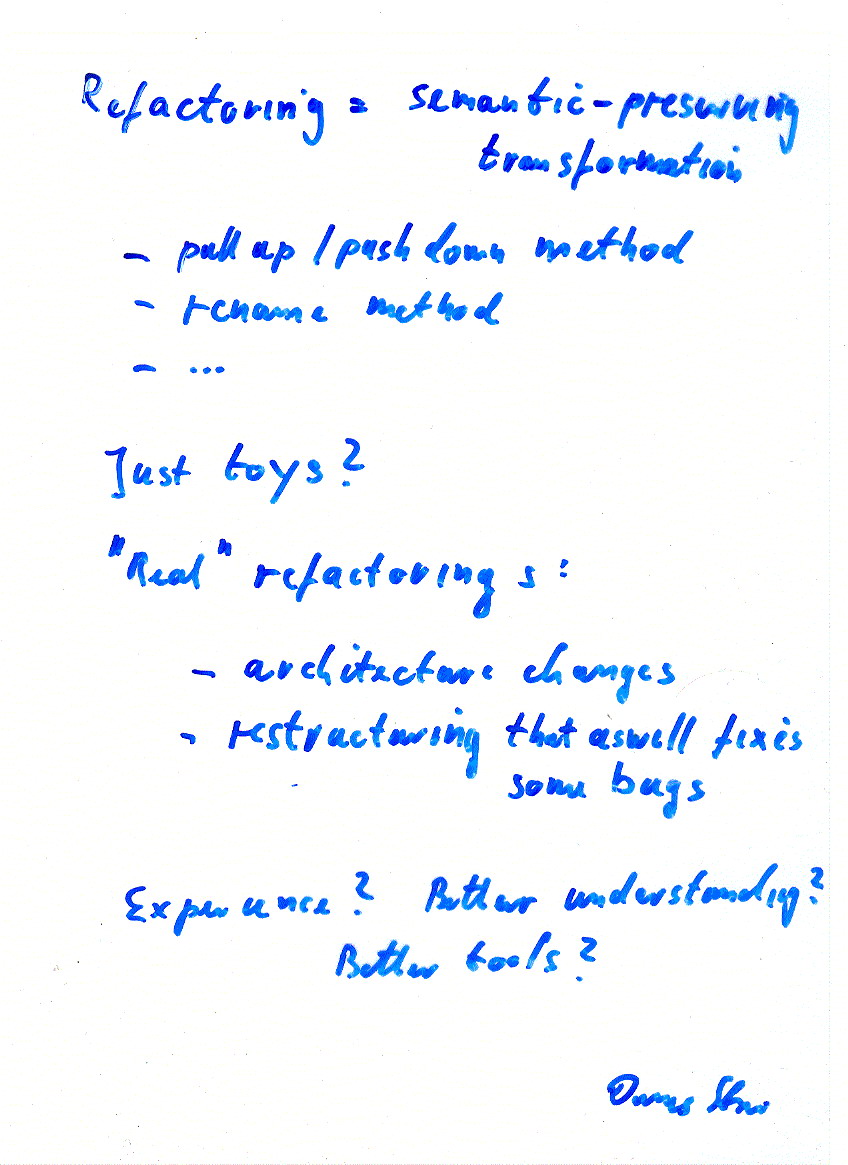 Refactoring = semantic-preserving
transformation
- pull up / push down method
- rename method
- ...
Just toys?
"Real" refactorings:
- architecture changes
- restructuring that aswell fixes
some bugs
Experience? Better understanding?
Better tools?